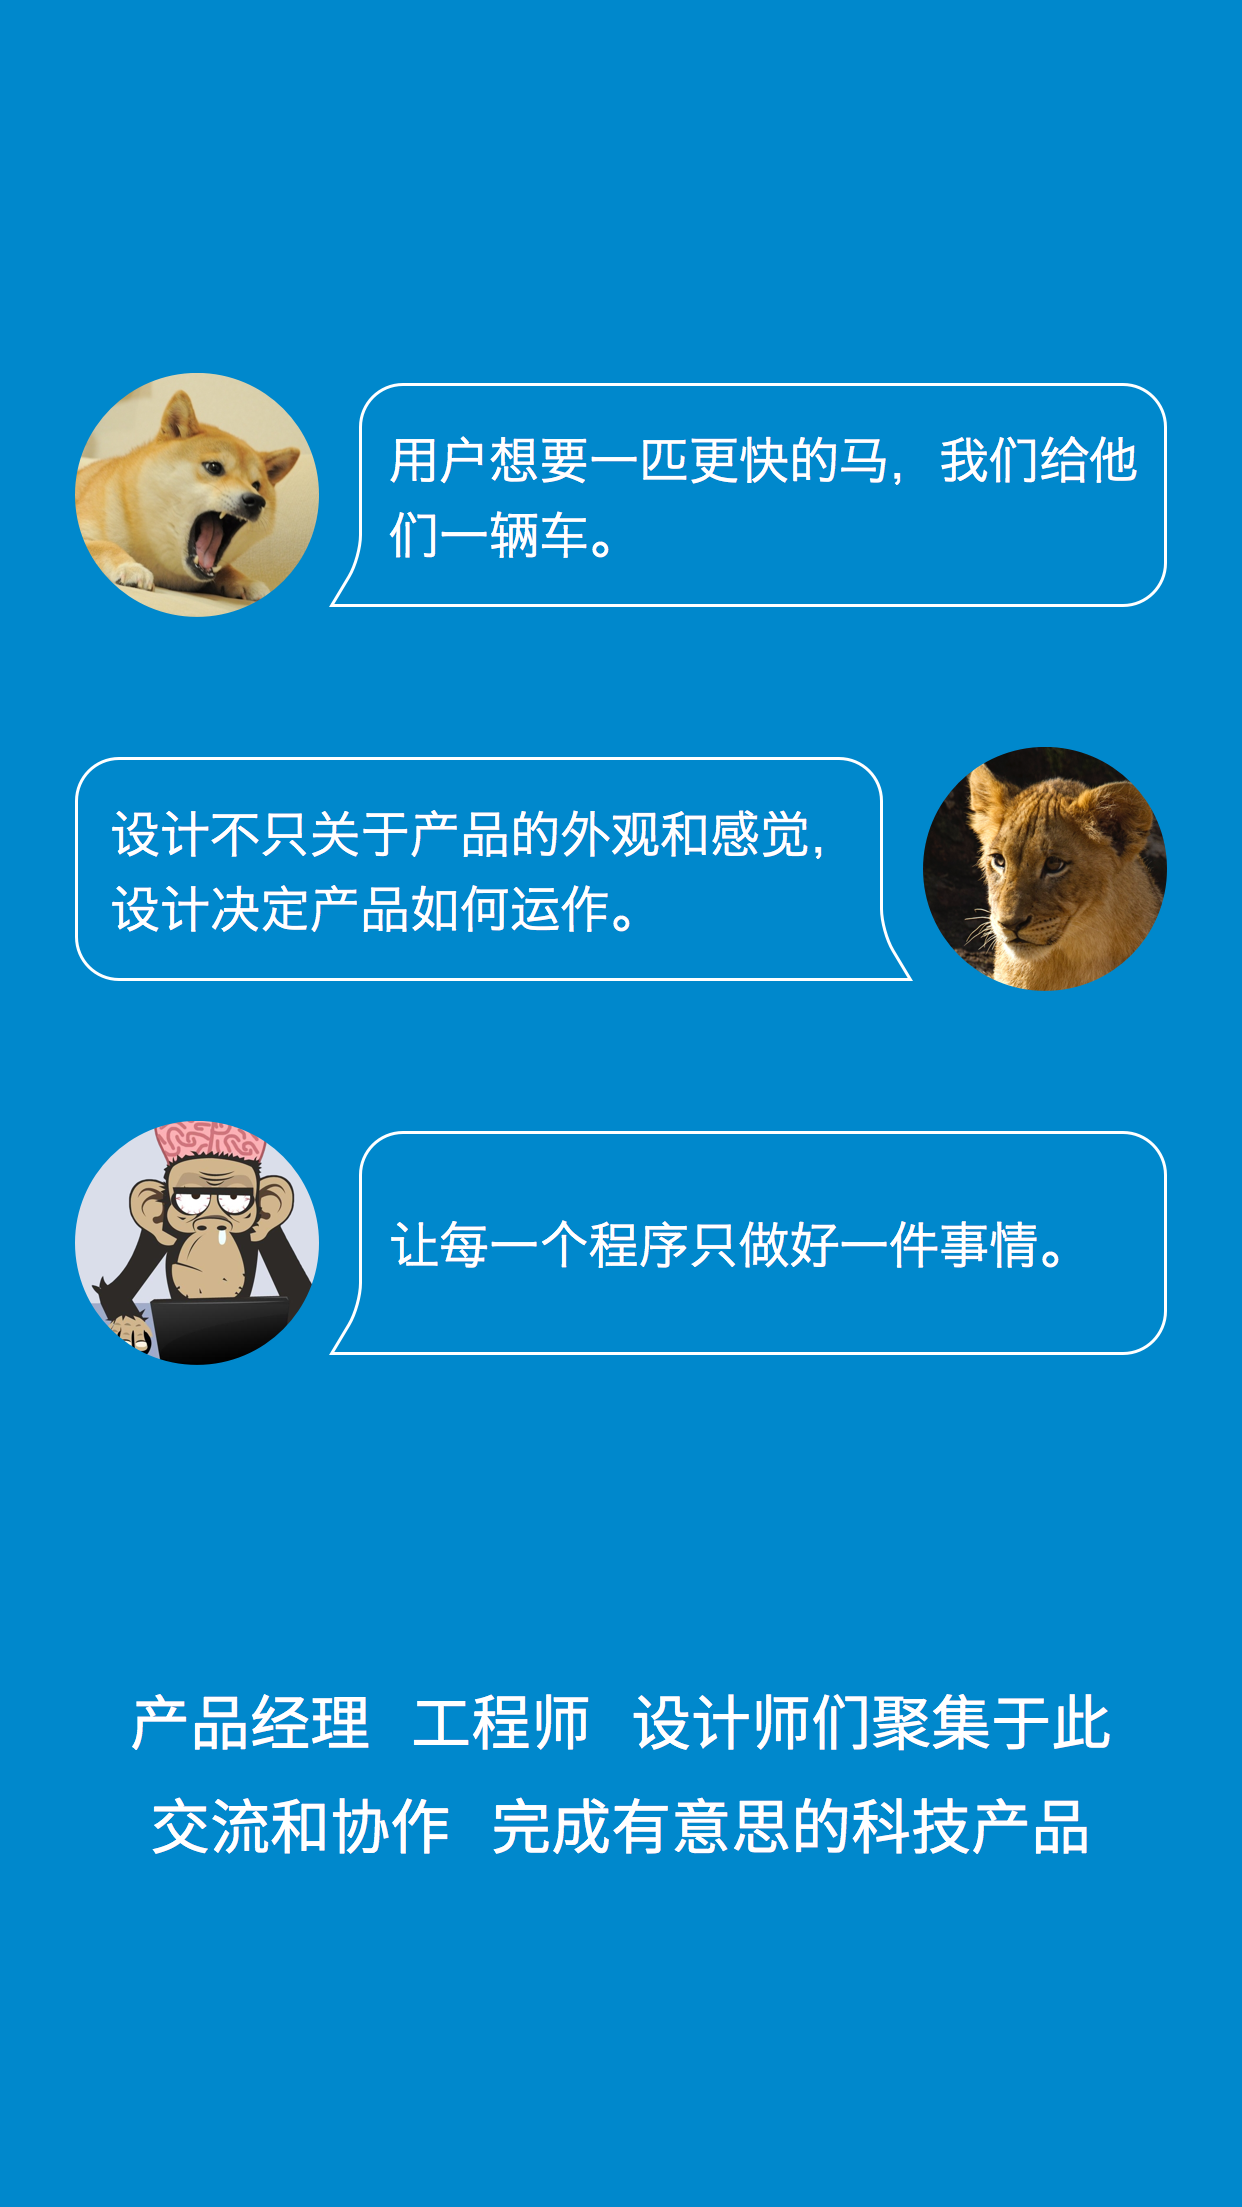 用户想要一匹更快的马，我们给他
们一辆车。
设计不只关于产品的外观和感觉，
设计决定产品如何运作。
让每一个程序只做好一件事情。
产品经理 工程师 设计师们聚集于此
交流和协作 完成有意思的科技产品